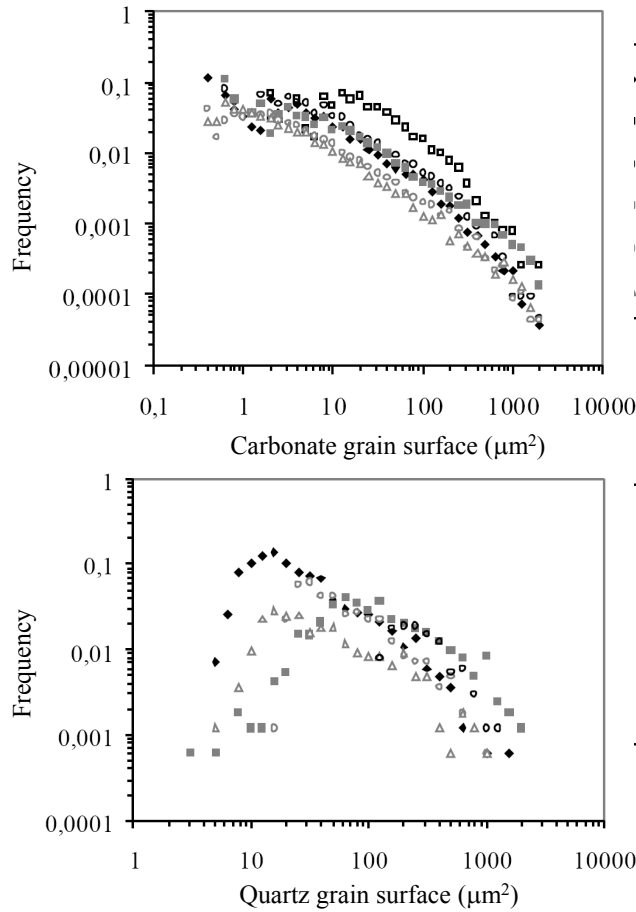 1
0,1
0,01
0,001
0,0001
0,00001
Frequency
0,1 1 10 100 1000 10000
Carbonate grain surface (μm²)
1
0,1
0,01
0,001
0,0001
Frequency
1 10 100 1000 10000
Quartz grain surface (μm²)